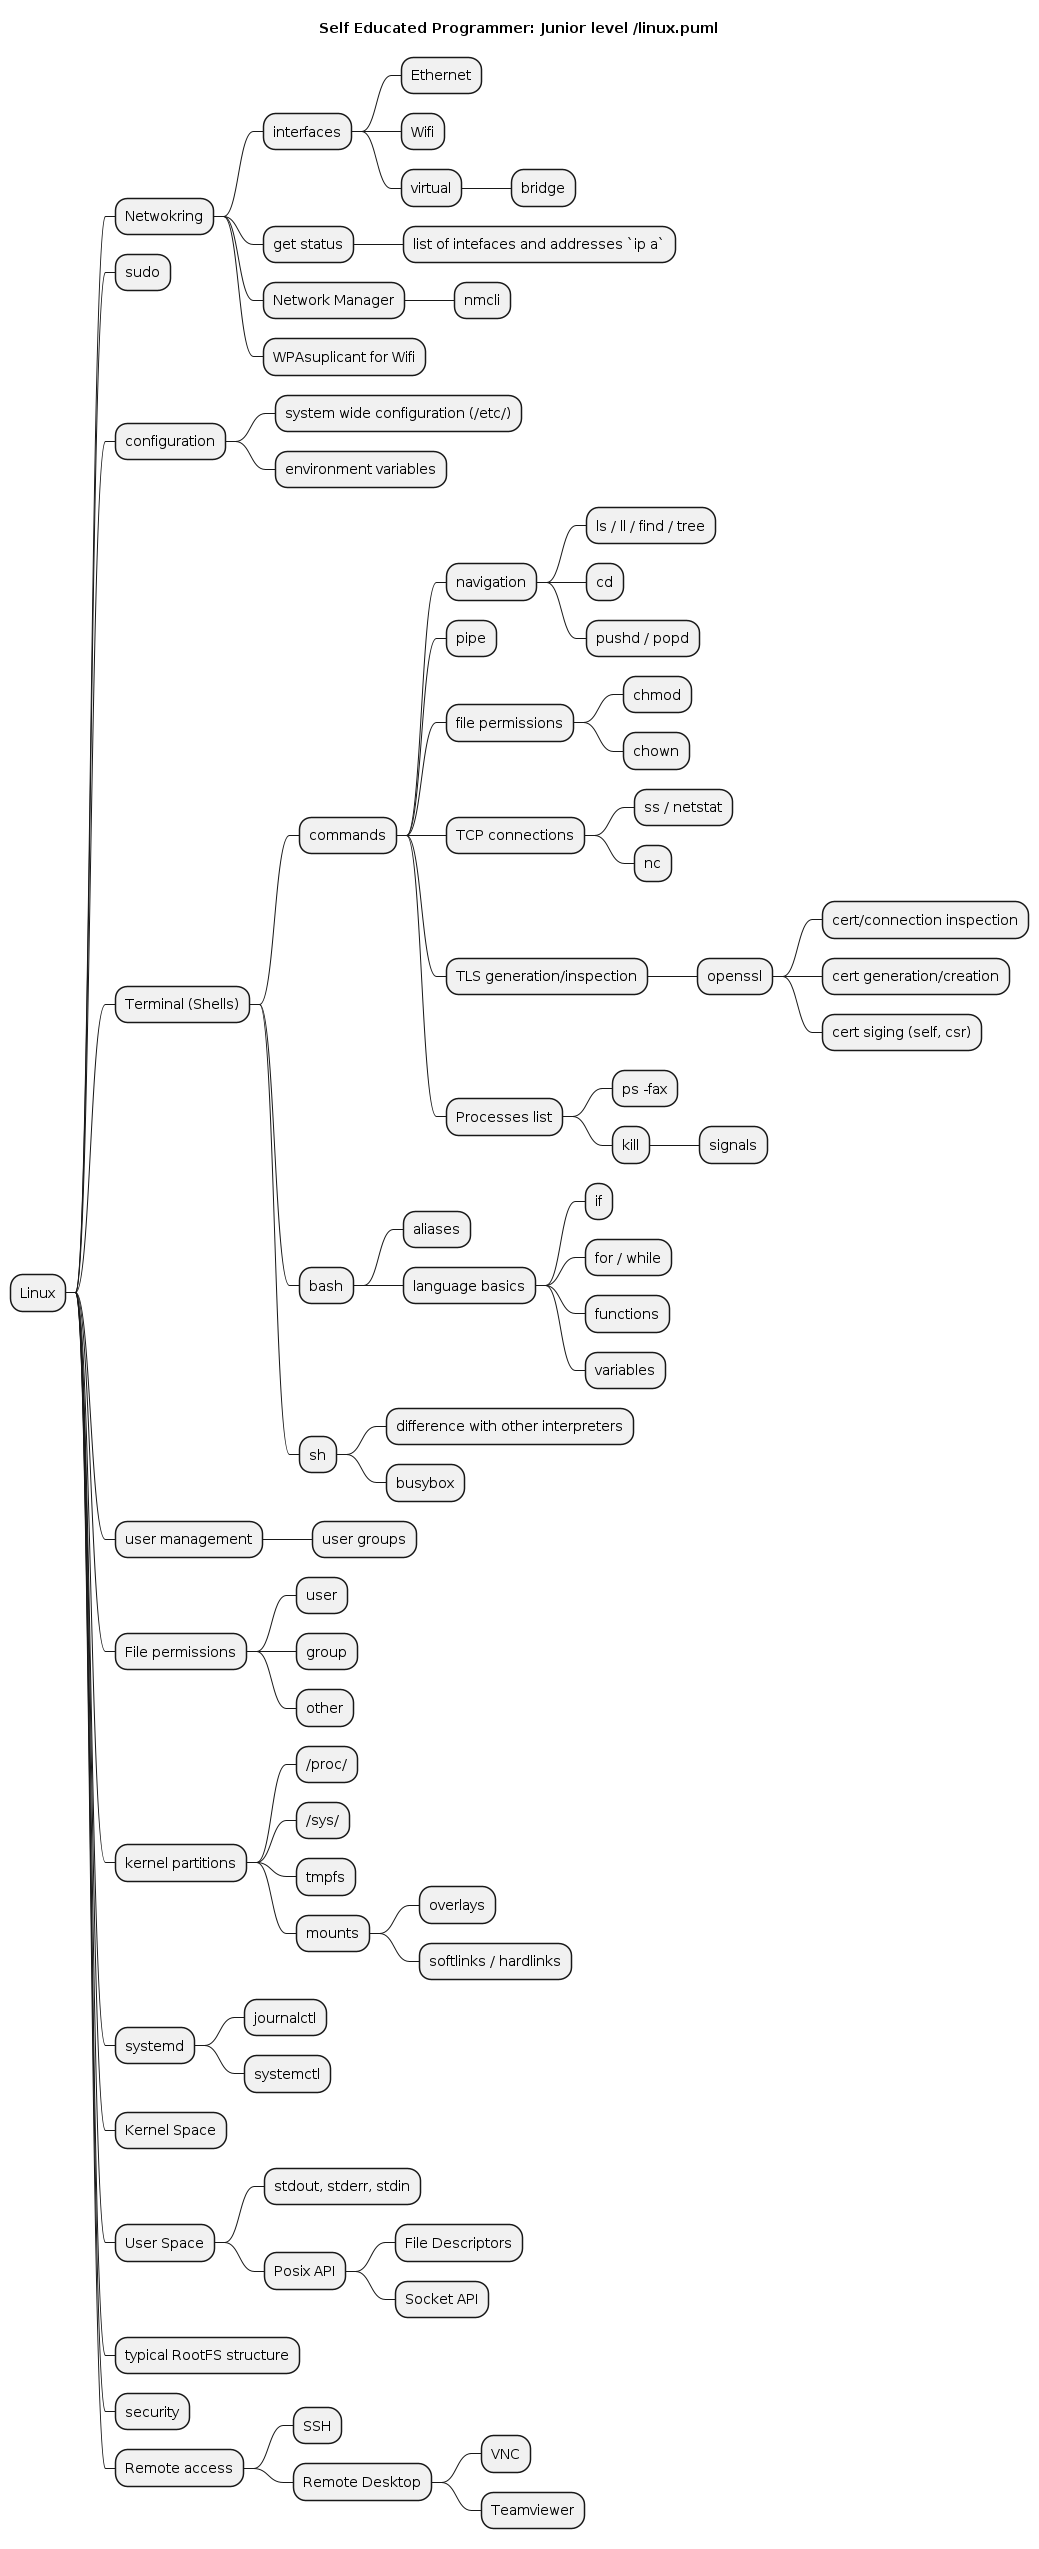 Self Educated Programmer: Junior level /linux.puml
Linux
Netwokring
interfaces
Ethernet
Wifi
virtual
bridge
get status
list of intefaces and addresses `ip a`
Network Manager
nmcli
WPAsuplicant for Wifi
sudo
configuration
system wide configuration (/etc/)
environment variables
Terminal (Shells)
commands
navigation
ls / ll / find / tree
cd
pushd / popd
pipe
file permissions
chmod
chown
TCP connections
ss / netstat
nc
TLS generation/inspection
openssl
cert/connection inspection
cert generation/creation
cert siging (self, csr)
Processes list
ps -fax
kill
signals
bash
aliases
language basics
if
for / while
functions
variables
sh
difference with other interpreters
busybox
user management
user groups
File permissions
user
group
other
kernel partitions
/proc/
/sys/
tmpfs
mounts
overlays
softlinks / hardlinks
systemd
journalctl
systemctl
Kernel Space
User Space
stdout, stderr, stdin
Posix API
File Descriptors
Socket API
typical RootFS structure
security
Remote access
SSH
Remote Desktop
VNC
Teamviewer